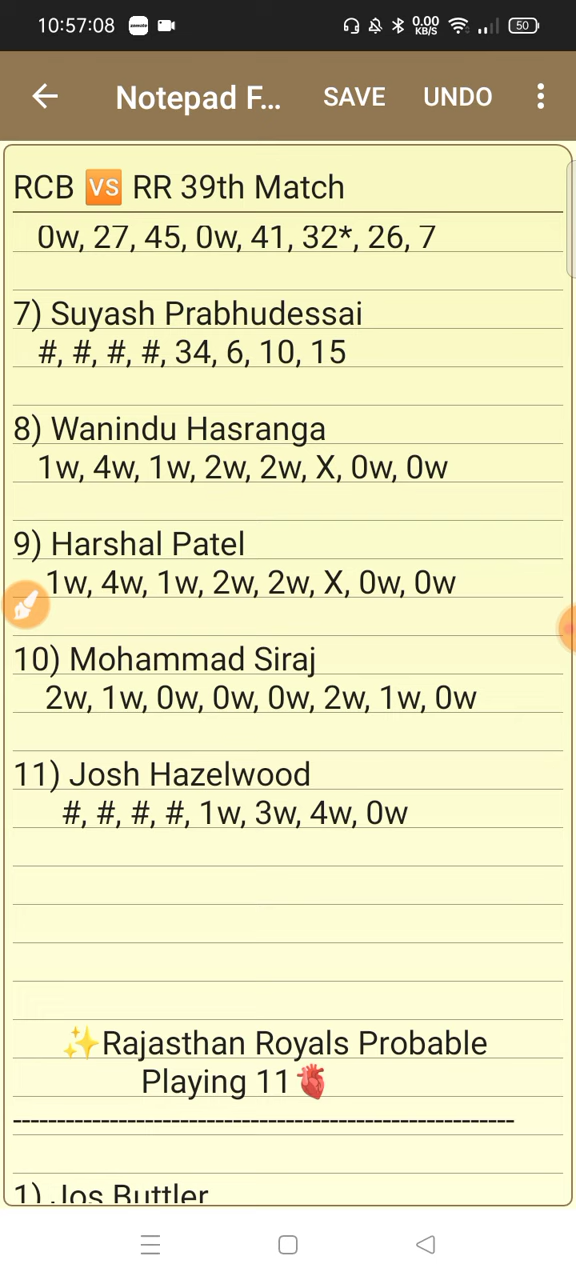 10:57:08 0.00 KB/S 50
Notepad F... SAVE UNDO
RCB VS RR 39th Match
0w, 27, 45, 0w, 41, 32*, 26, 7
7) Suyash Prabhudessai
#, #, #, #, 34, 6, 10, 15
8) Wanindu Hasranga
1w, 4w, 1w, 2w, 2w, X, 0w, 0w
9) Harshal Patel
1w, 4w, 1w, 2w, 2w, X, 0w, 0w
10) Mohammad Siraj
2w, 1w, 0w, 0w, 0w, 2w, 1w, 0w
11) Josh Hazelwood
#, #, #, #, 1w, 3w, 4w, 0w
✨Rajasthan Royals Probable
Playing 11🫀
------------------------------------------------------
1) Jos Buttler